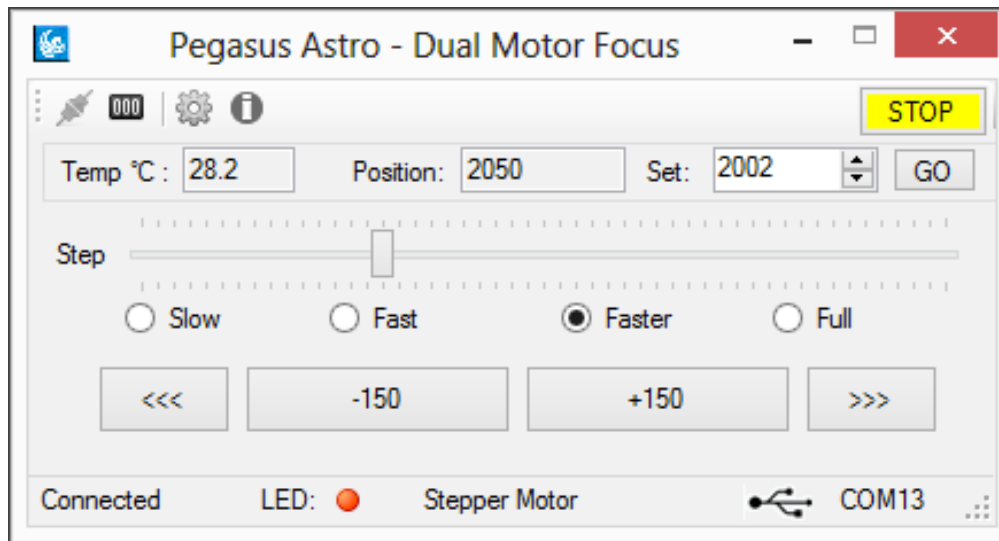 Pegasus Astro - Dual Motor Focus
000 STOP
Temp °C : 28.2 Position: 2050 Set: 2002 GO
Step
Slow Fast Faster Full
<<< -150 +150 >>>
Connected LED: Stepper Motor COM13